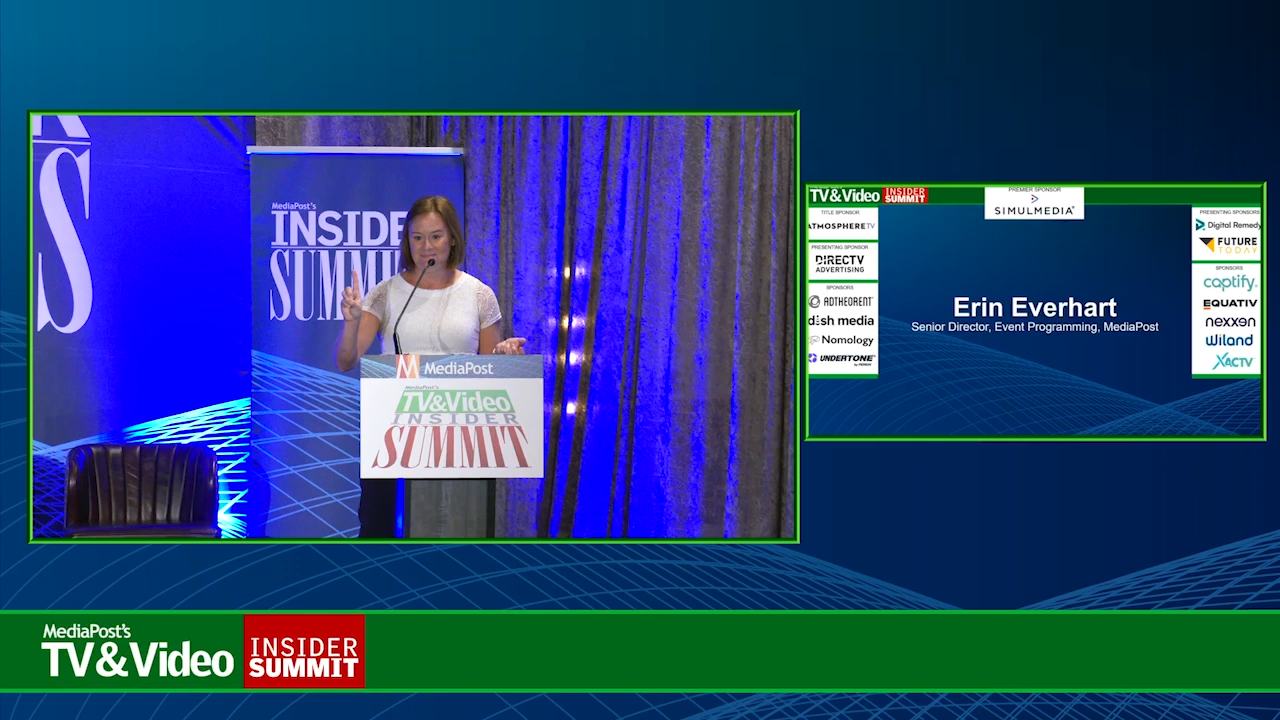 MediaPost's
INSIDE
SUMMI
S
MediaPost
MediaPost's
TV&Video
INSIDER
SUMMIT
TV&Video INSIDER SUMMIT
PREMIER SPONSOR
SIMULMEDIA
TITLE SPONSOR
ATMOSPHERE TV
PRESENTING SPONSOR
DIRECTV
ADVERTISING
SPONSORS
ADTHEORENT
dish media
Nomology
UNDERTONE
Erin Everhart
Senior Director, Event Programming, MediaPost
PRESENTING SPONSORS
Digital Remedy
FUTURE
TODAY
SPONSORS
captify
EQUATIV
nexxen
wiland
XACTV
MediaPost's
TV&Video
INSIDER
SUMMIT